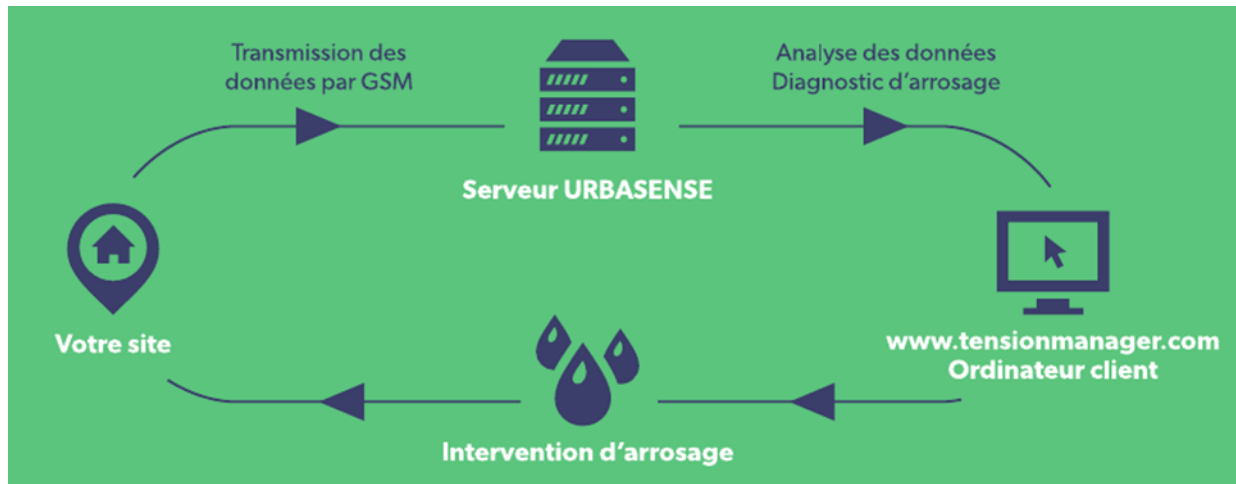 Transmission des
données par GSM
Analyse des données
Diagnostic d'arrosage
Serveur URBASENSE
Votre site
www.tensionmanager.com
Ordinateur client
Intervention d'arrosage